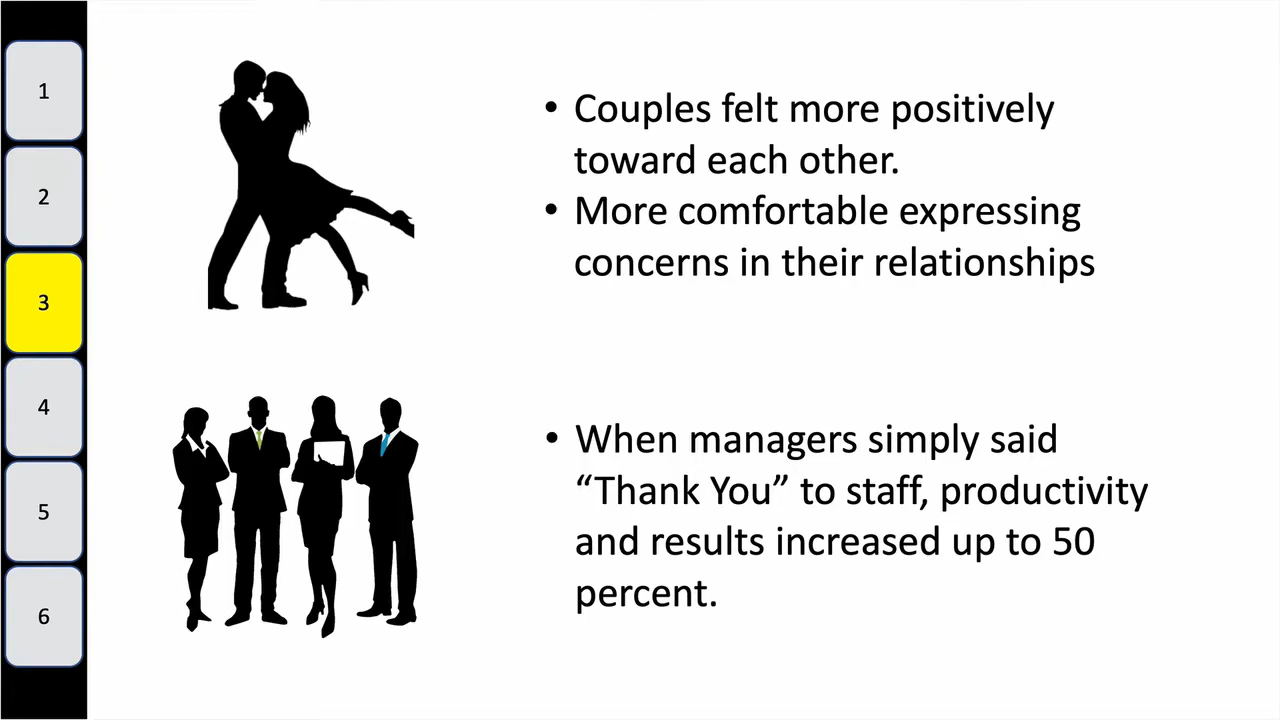 1
2
3
4
5
6
• Couples felt more positively
toward each other.
• More comfortable expressing
concerns in their relationships
• When managers simply said
“Thank You” to staff, productivity
and results increased up to 50
percent.